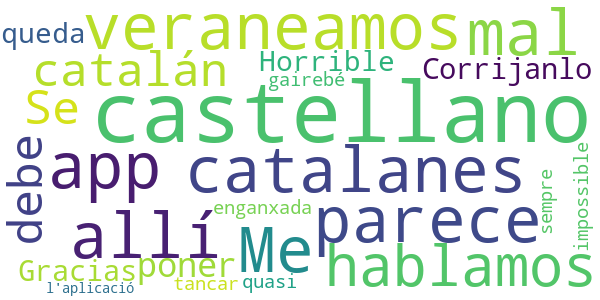 queda veraneamos mal
catalán Horrible Corrijanlo
gairebé
Se castellano
debe app catalanes
enganxada parece sempre impossible
allí Me hablamos
Gracias poner
l'aplicació tancar quasi